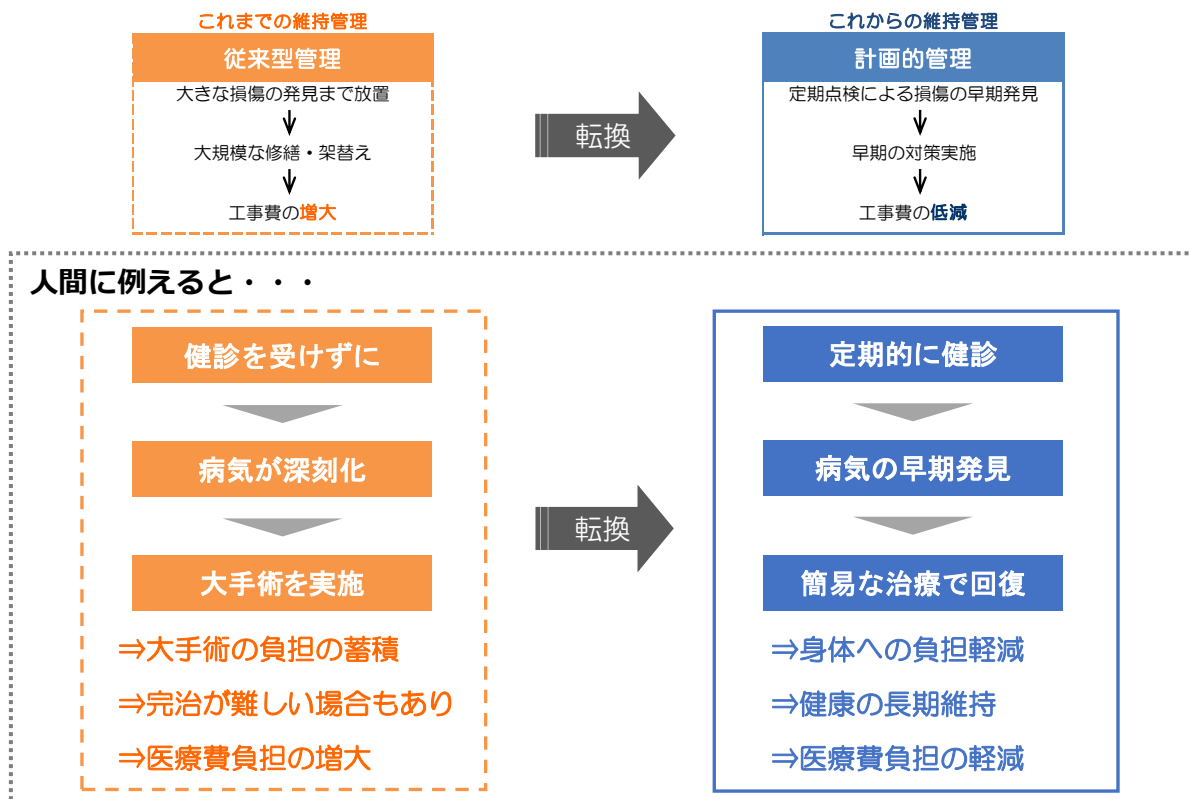 これまでの維持管理
従来型管理
大きな損傷の発見まで放置
大規模な修繕・架替え
工事費の増大
転換
これからの維持管理
計画的管理
定期点検による損傷の早期発見
早期の対策実施
工事費の低減
人間に例えると・・・
健診を受けずに
病気が深刻化
大手術を実施
⇒大手術の負担の蓄積
⇒完治が難しい場合もあり
⇒医療費負担の増大
転換
定期的に健診
病気の早期発見
簡易な治療で回復
⇒身体への負担軽減
⇒健康の長期維持
⇒医療費負担の軽減